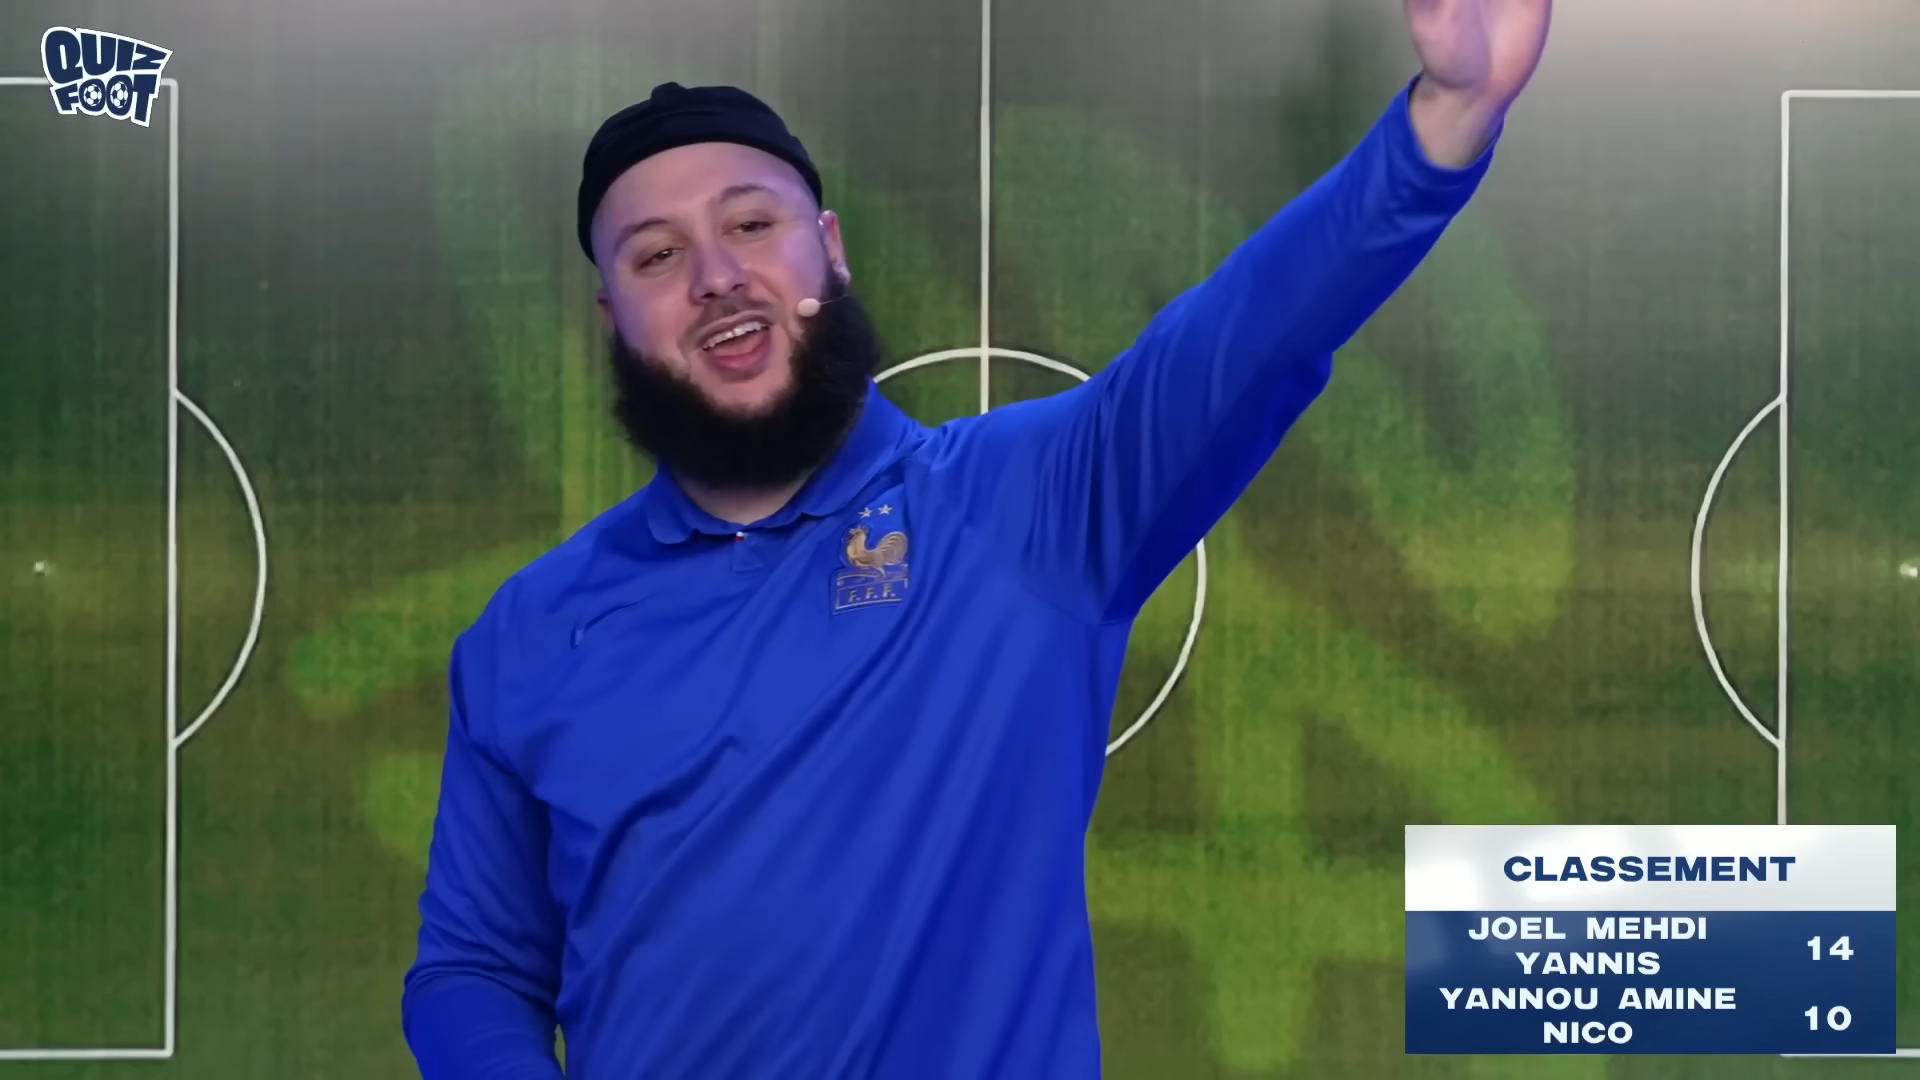 QUIZ
FOOT
F.F.F.
CLASSEMENT
JOEL MEHDI
YANNIS
14
YANNOU AMINE
NICO
10